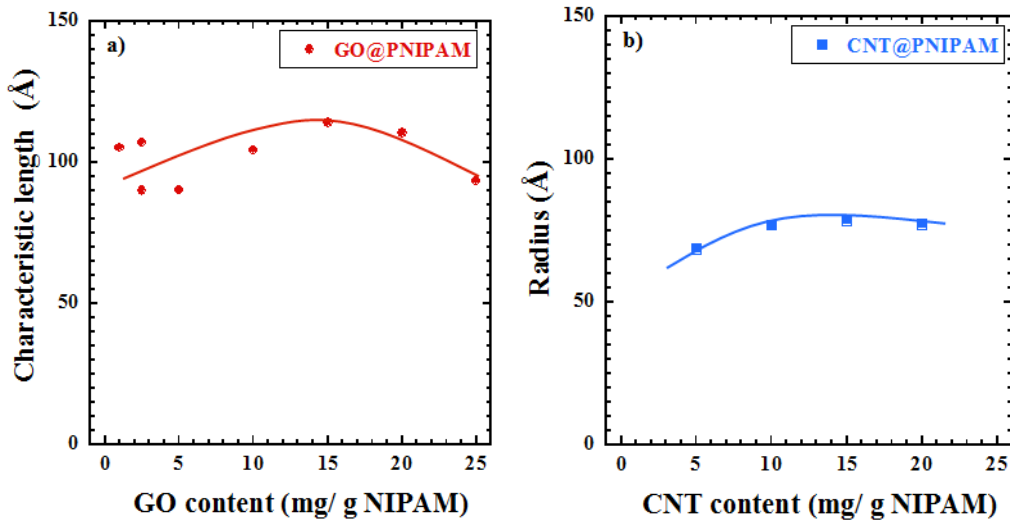 a)
GO@PNIPAM
150
100
50
0
Characteristic length (Å)
0 5 10 15 20 25
GO content (mg/ g NIPAM)
b)
CNT@PNIPAM
150
100
50
0
Radius (Å)
0 5 10 15 20 25
CNT content (mg/ g NIPAM)